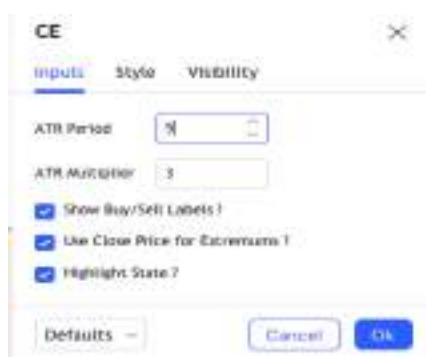 CE
Inputs Style Visibility
ATR Period 9
ATR Multiplier 3
Show Buy/Sell Labels ?
Use Close Price for Extremums ?
Highlight State ?
Defaults Cancel Ok